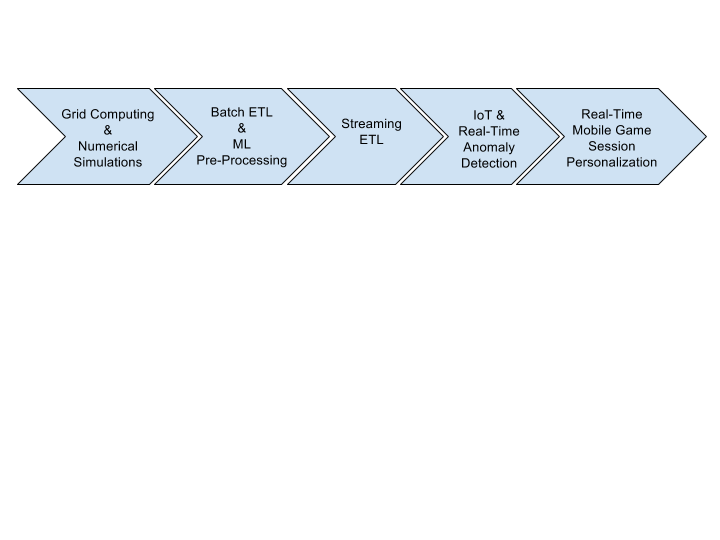 Grid Computing
&
Numerical
Simulations
Batch ETL
&
ML
Pre-Processing
Streaming
ETL
IoT &
Real-Time
Anomaly
Detection
Real-Time
Mobile Game
Session
Personalization